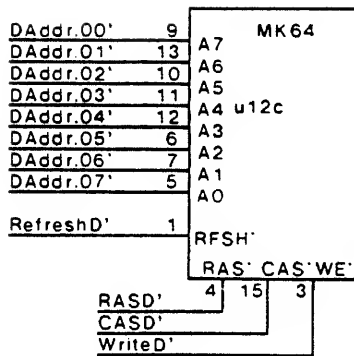 DAddr.00' 9 A7 MK64
DAddr.01' 13 A6
DAddr.02' 10 A5
DAddr.03' 11 A4 u12c
DAddr.04' 12 A3
DAddr.05' 6 A2
DAddr.06' 7 A1
DAddr.07' 5 A0
RefreshD' 1 RFSH'
RAS' CAS' WE'
4 15 3
RASD'
CASD'
WriteD'